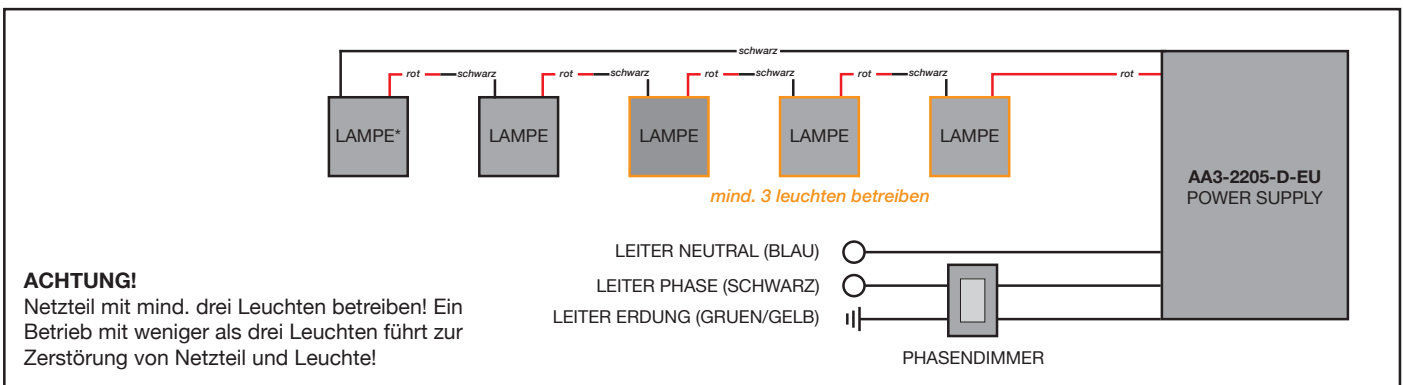 schwarz
rot schwarz rot schwarz rot schwarz rot schwarz rot
LAMPE* LAMPE LAMPE LAMPE LAMPE
mind. 3 leuchten betreiben
AA3-2205-D-EU
POWER SUPPLY
LEITER NEUTRAL (BLAU)
LEITER PHASE (SCHWARZ)
LEITER ERDUNG (GRUEN/GELB)
PHASENDIMMER
ACHTUNG!
Netzteil mit mind. drei Leuchten betreiben! Ein
Betrieb mit weniger als drei Leuchten führt zur
Zerstörung von Netzteil und Leuchte!